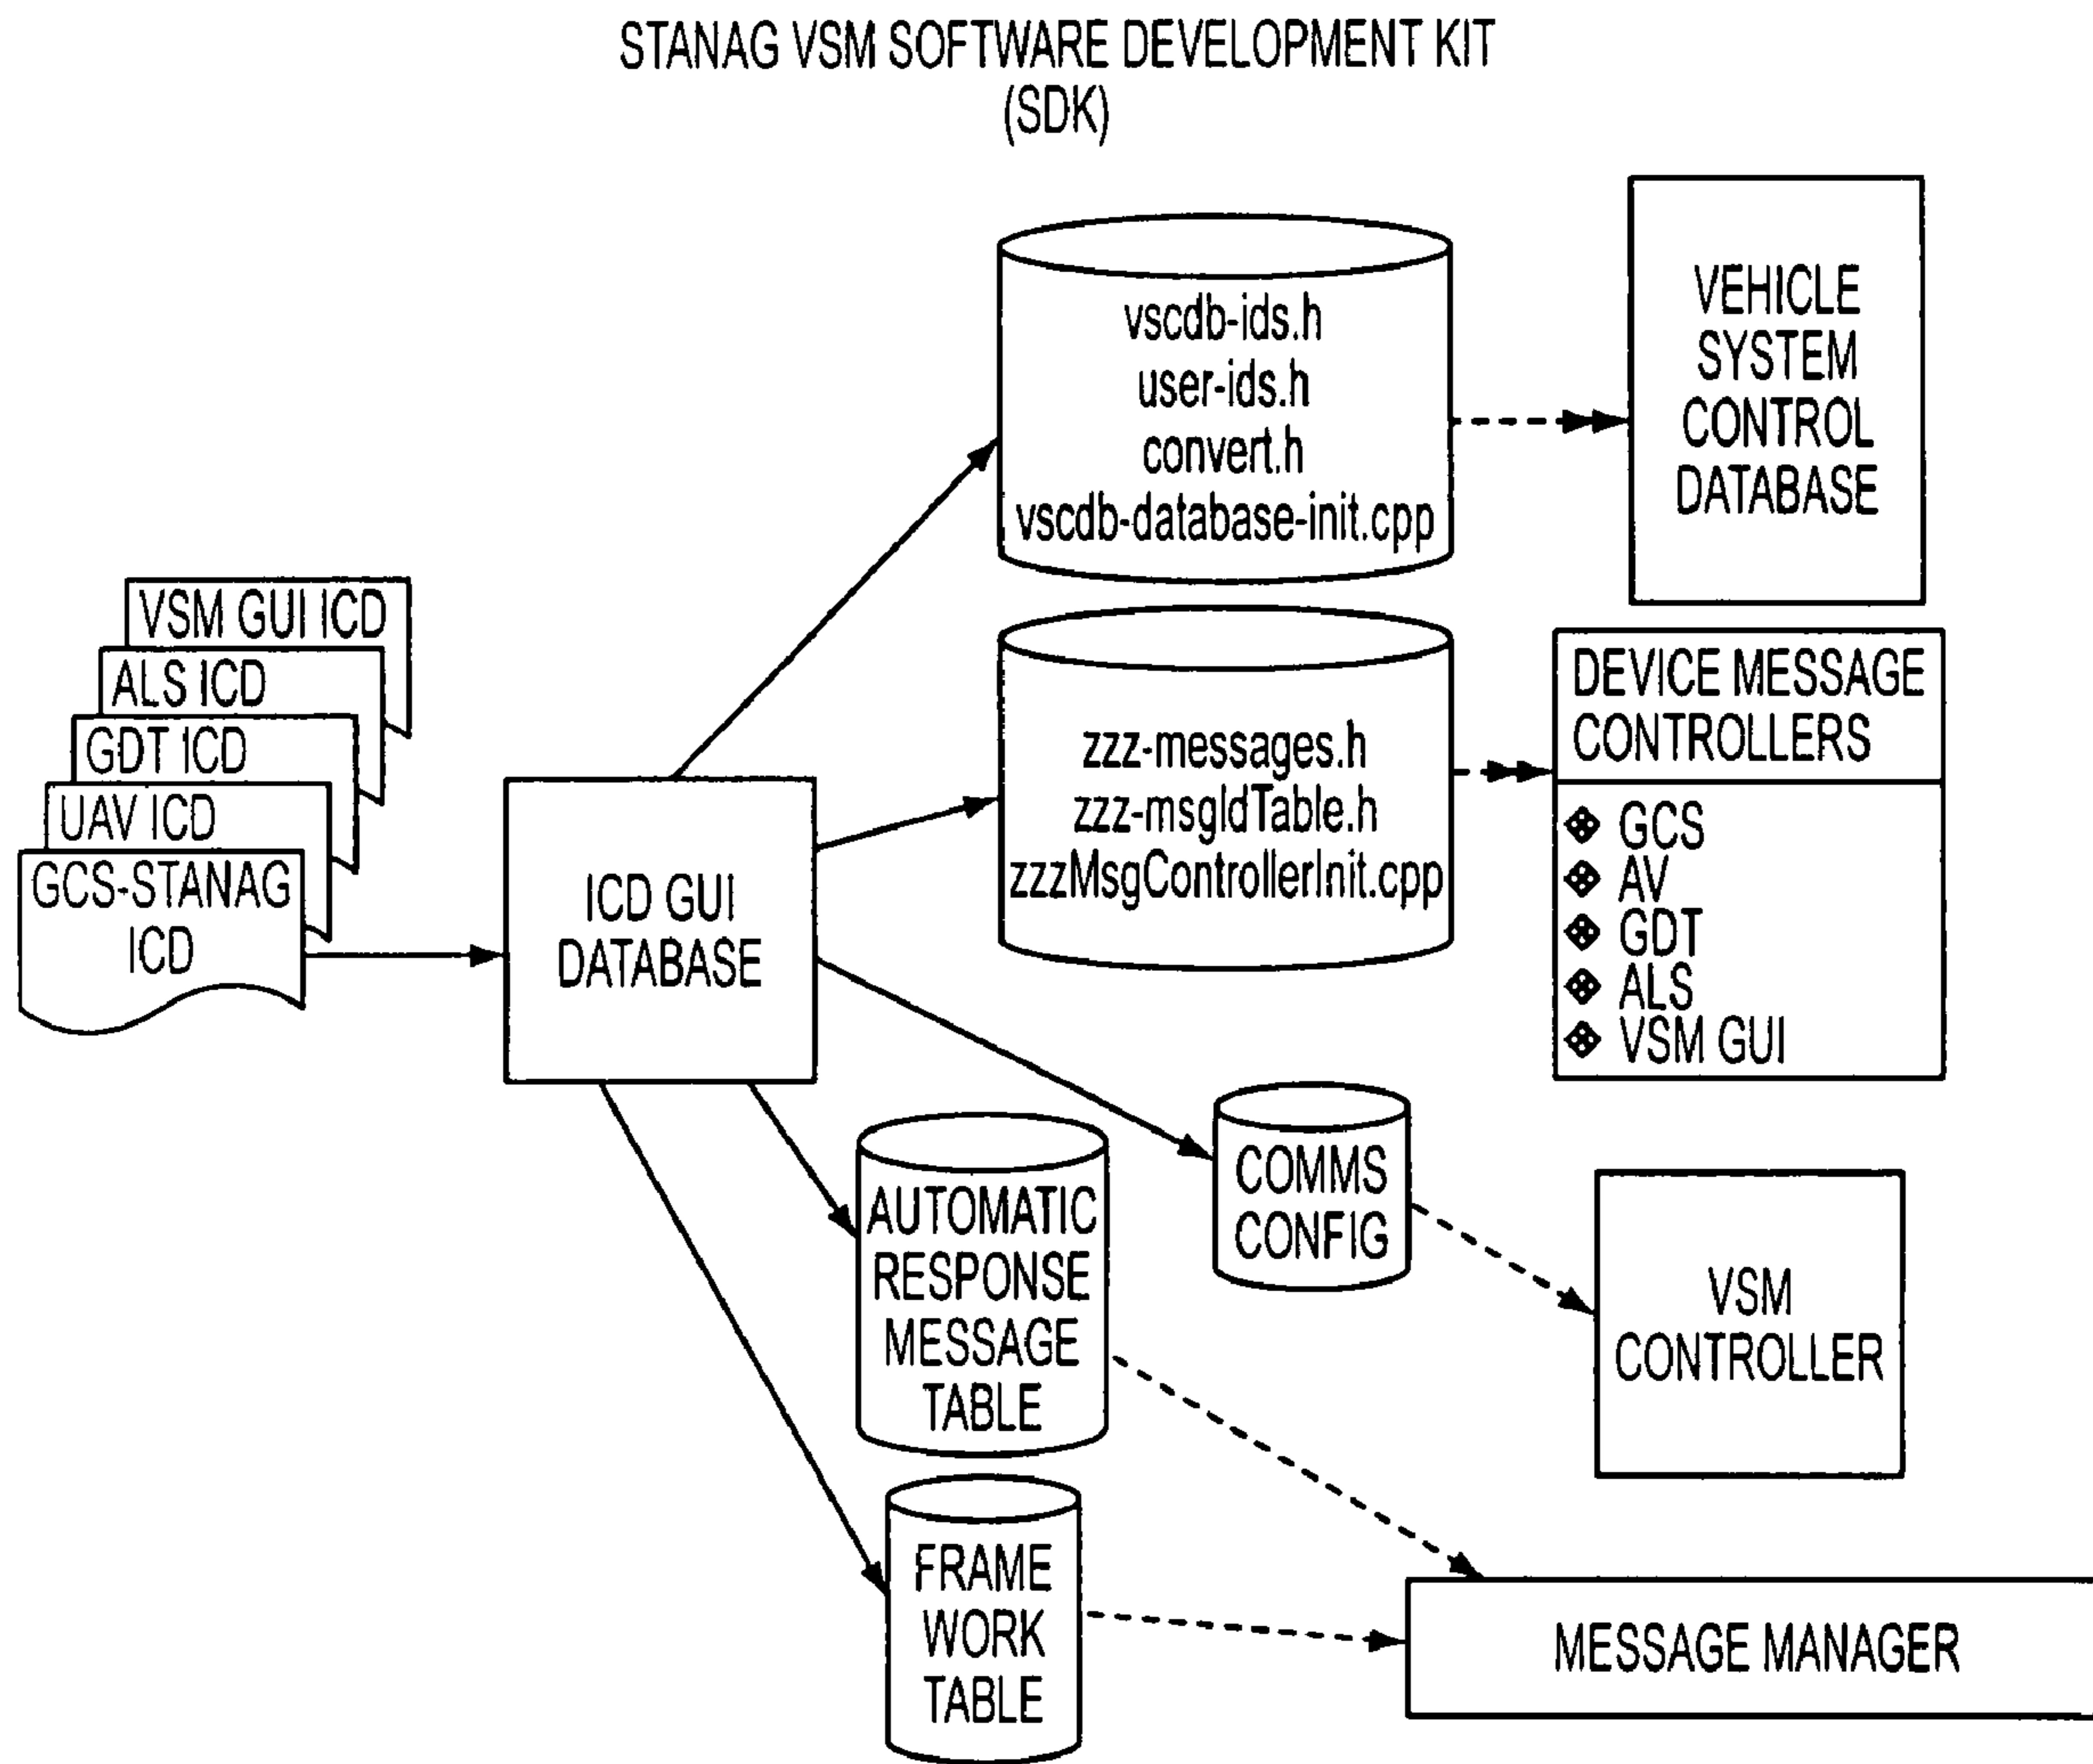 STANAG VSM SOFTWARE DEVELOPMENT KIT
(SDK)
vscdb-ids.h
user-ids.h
convert.h
vscdb-database-init.cpp
VEHICLE
SYSTEM
CONTROL
DATABASE
VSM GUI ICD
ALS ICD
GDT ICD
UAV ICD
GCS-STANAG
ICD
ICD GUI
DATABASE
zzz-messages.h
zzz-msgIdTable.h
zzzMsgControllerInit.cpp
DEVICE MESSAGE
CONTROLLERS
GCS
AV
GDT
ALS
VSM GUI
COMMS
CONFIG
AUTOMATIC
RESPONSE
MESSAGE
TABLE
VSM
CONTROLLER
FRAME
WORK
TABLE
MESSAGE MANAGER